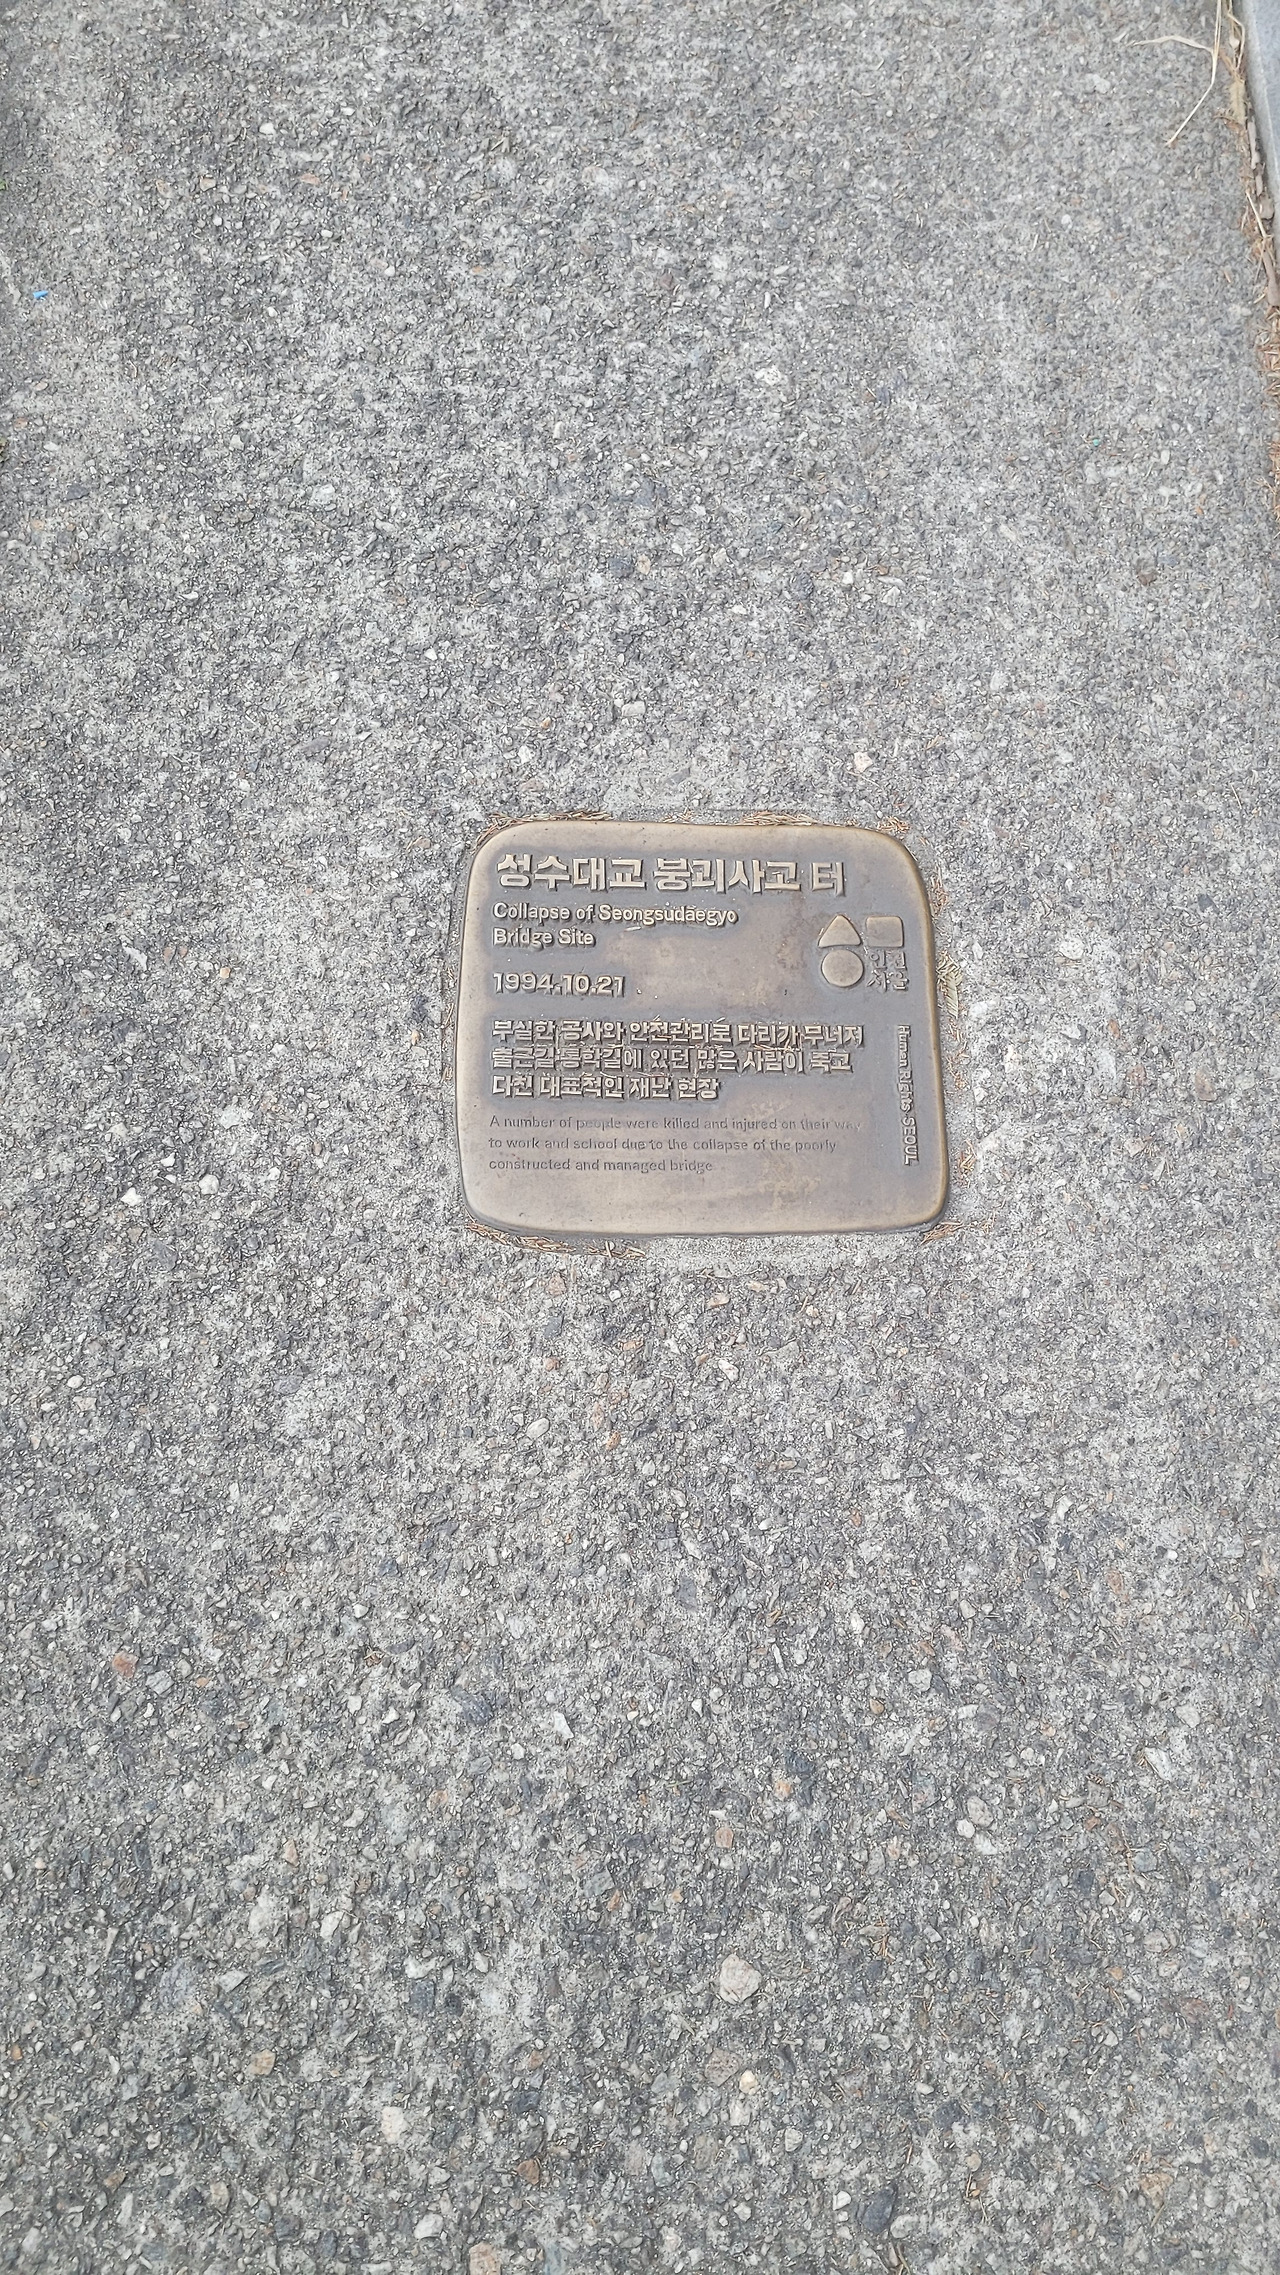 성수대교 붕괴사고 터
Collapse of Seongsudaegyo
Bridge Site
1994.10.21
인권
서울
부실한 공사와 안전관리로 다리가 무너져
출근길 통학길에 있던 많은 사람이 죽고
다친 대표적인 재난 현장
A number of people were killed and injured on their way
to work and school due to the collapse of the poorly
constructed and managed bridge
Human Rights SEOUL